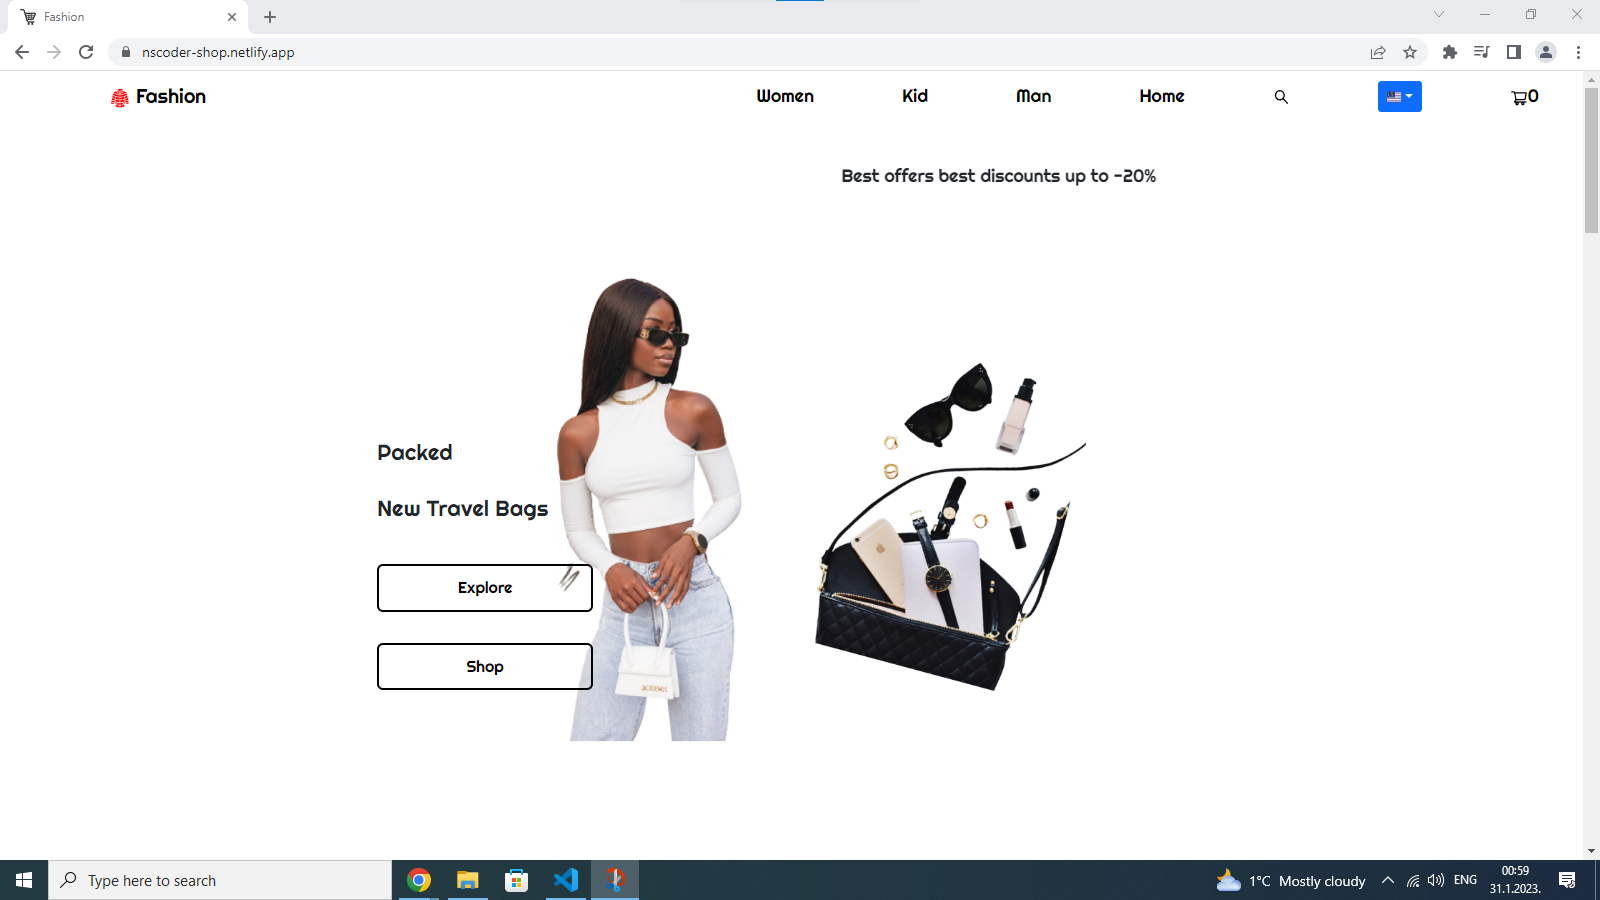 Fashion
nscoder-shop.netlify.app
Fashion
Women
Kid
Man
Home
0
Best offers best discounts up to -20%
Packed
New Travel Bags
Explore
Shop
JACQUEMUS
Type here to search
1°C Mostly cloudy
ENG
00:59
31.1.2023.